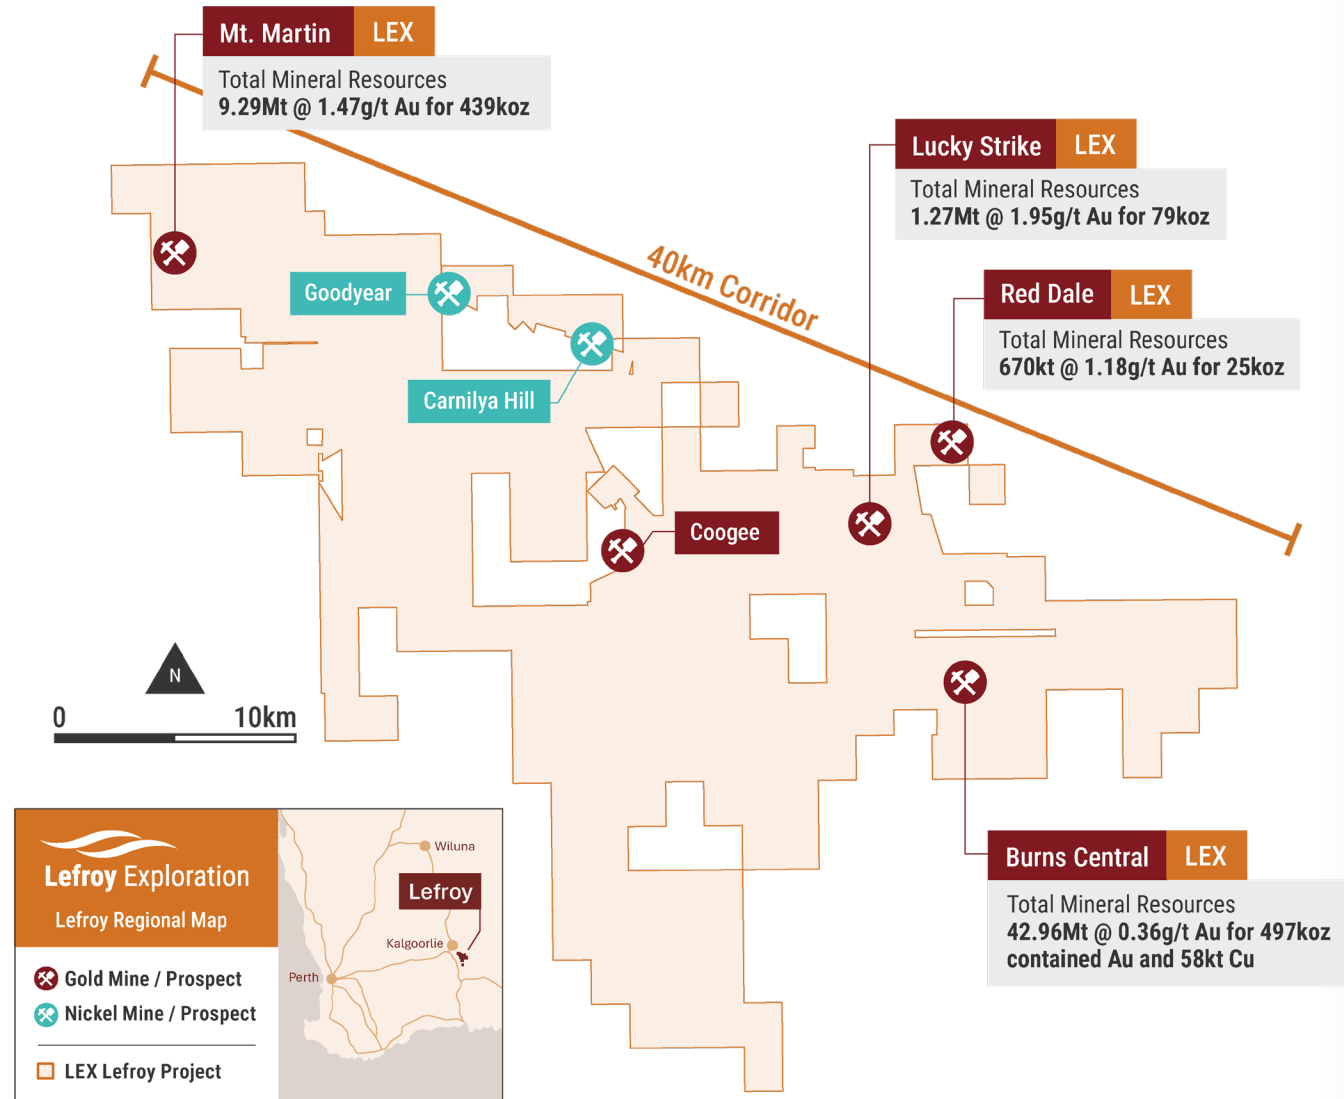 Mt. Martin LEX
Total Mineral Resources
9.29Mt @ 1.47g/t Au for 439koz
Lucky Strike LEX
Total Mineral Resources
1.27Mt @ 1.95g/t Au for 79koz
40km Corridor
Red Dale LEX
Total Mineral Resources
670kt @ 1.18g/t Au for 25koz
Goodyear
Carnilya Hill
Coogee
N
0 10km
Burns Central LEX
Total Mineral Resources
42.96Mt @ 0.36g/t Au for 497koz
contained Au and 58kt Cu
Lefroy Exploration
Lefroy Regional Map
Gold Mine / Prospect
Nickel Mine / Prospect
LEX Lefroy Project
Wiluna
Lefroy
Kalgoorlie
Perth